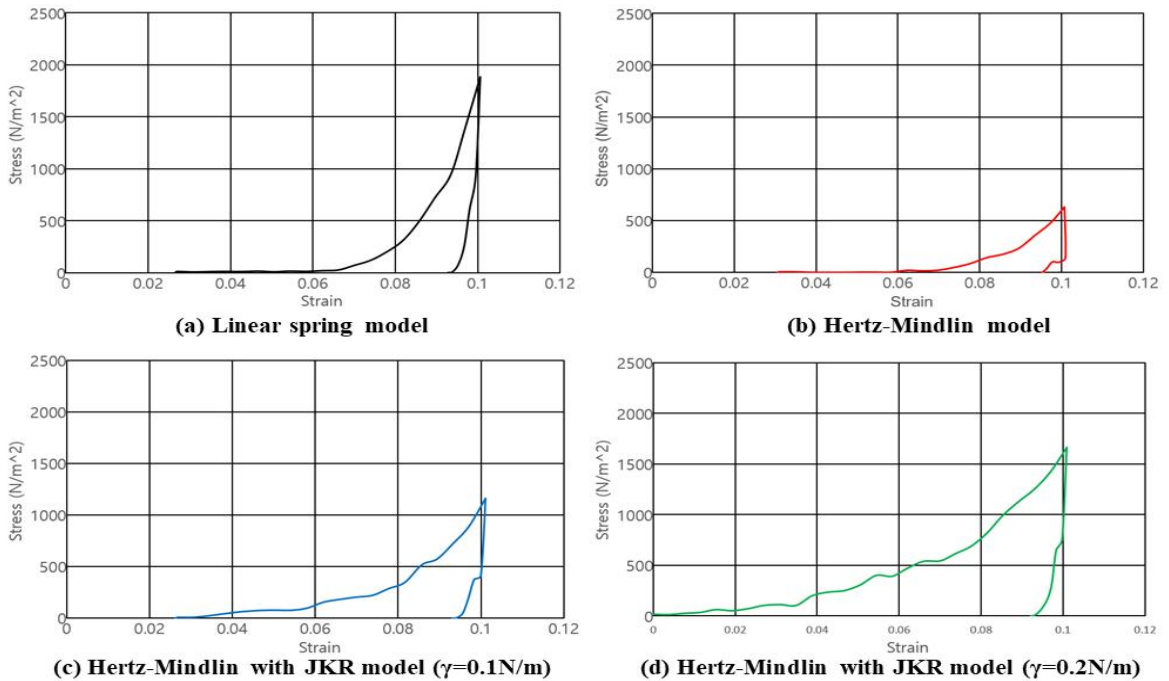 2500
2000
1500
1000
500
0
Stress (N/m^2)
0 0.02 0.04 0.06 0.08 0.1 0.12
Strain
(a) Linear spring model
2500
2000
1500
1000
500
0
Stress (N/m^2)
0 0.02 0.04 0.06 0.08 0.1 0.12
Strain
(b) Hertz-Mindlin model
2500
2000
1500
1000
500
0
Stress (N/m^2)
0 0.02 0.04 0.06 0.08 0.1 0.12
Strain
(c) Hertz-Mindlin with JKR model (γ=0.1N/m)
2500
2000
1500
1000
500
0
Stress (N/m^2)
0 0.02 0.04 0.06 0.08 0.1 0.12
Strain
(d) Hertz-Mindlin with JKR model (γ=0.2N/m)